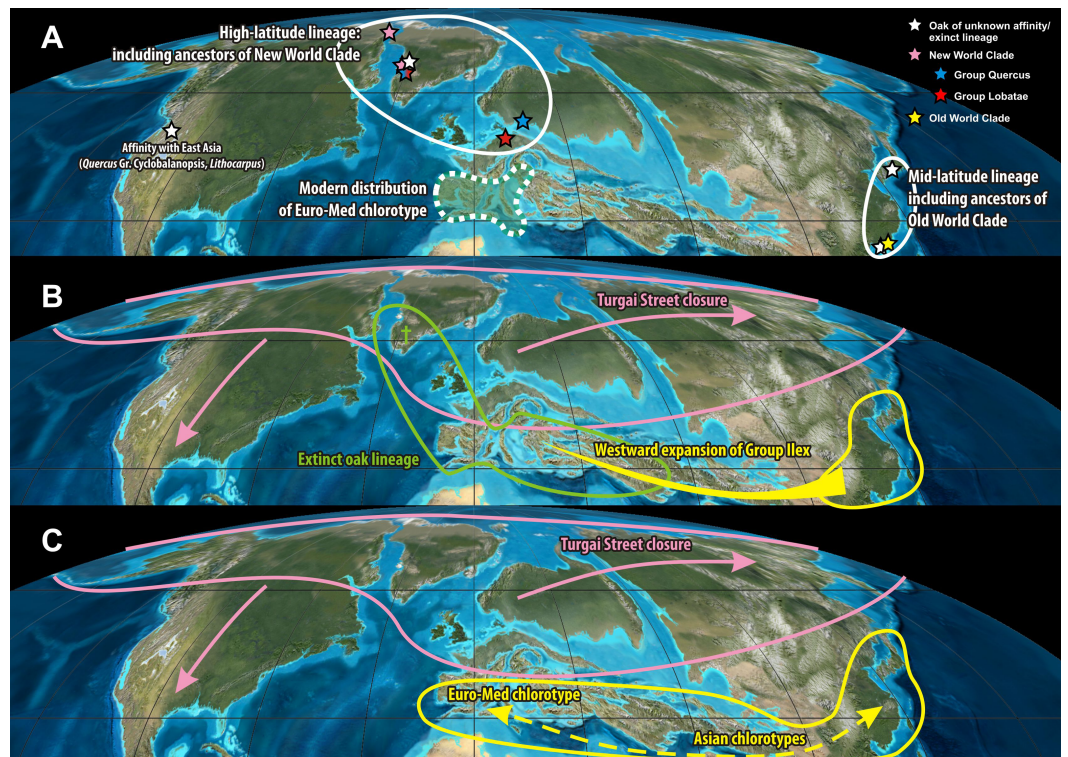 A
High-latitude lineage:
including ancestors of New World Clade
Oak of unknown affinity/
exinct lineage
New World Clade
Group Quercus
Group Lobatae
Old World Clade
Affinity with East Asia
(Quercus Gr. Cyclobalanopsis, Lithocarpus)
Modern distribution
of Euro-Med chlorotype
Mid-latitude lineage
including ancestors of
Old World Clade
B
Turgai Street closure
†
Extinct oak lineage
Westward expansion of Group Ilex
C
Turgai Street closure
Euro-Med chlorotype
Asian chlorotypes